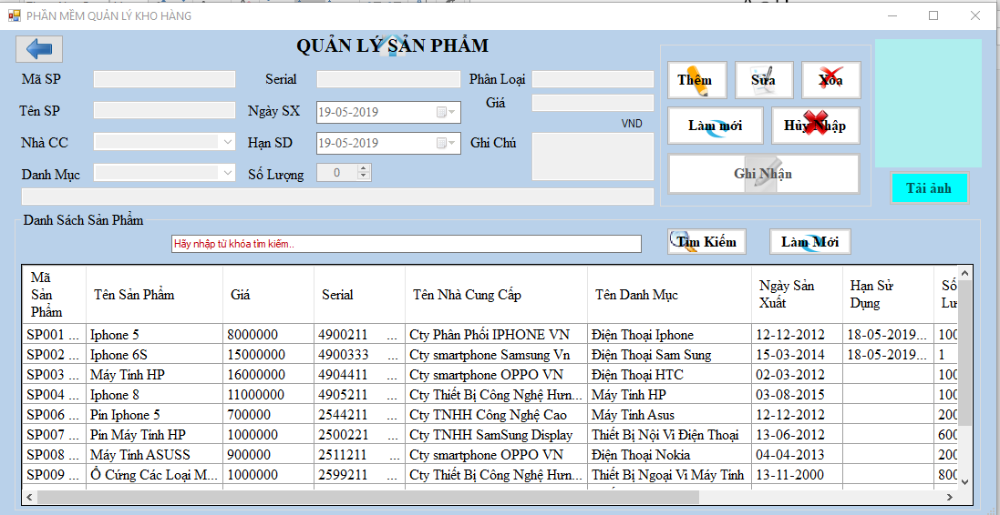 PHẦN MỀM QUẢN LÝ KHO HÀNG
QUẢN LÝ SẢN PHẨM
Mã SP Serial Phân Loại
Thêm Sửa Xóa
Giá
Tên SP Ngày SX 19-05-2019
VND
Làm mới Hủy Nhập
Nhà CC Hạn SD 19-05-2019 Ghi Chú
Danh Mục Số Lượng 0
Ghi Nhận
Tải ảnh
Danh Sách Sản Phẩm
Hãy nhập từ khóa tìm kiếm.. Tìm Kiếm Làm Mới
Mã Sản Phẩm Tên Sản Phẩm Giá Serial Tên Nhà Cung Cấp Tên Danh Mục Ngày Sản Xuất Hạn Sử Dụng Số
SP001 ... Iphone 5 8000000 4900211 ... Cty Phân Phối IPHONE VN Điện Thoại Iphone 12-12-2012 18-05-2019... 100
SP002 ... Iphone 6S 15000000 4900333 ... Cty smartphone Samsung Vn Điện Thoại Sam Sung 15-03-2014 18-05-2019... 1
SP003 ... Máy Tính HP 16000000 4904411 ... Cty smartphone OPPO VN Điện Thoại HTC 02-03-2012 100
SP004 ... Iphone 8 11000000 4905211 ... Cty Thiết Bị Công Nghệ Hưn... Máy Tính HP 03-08-2015 100
SP006 ... Pin Iphone 5 700000 2544211 ... Cty TNHH Công Nghệ Cao Máy Tính Asus 12-12-2012 200
SP007 ... Pin Máy Tính HP 1000000 2500221 ... Cty TNHH SamSung Display Thiết Bị Nội Vi Điện Thoại 13-06-2012 600
SP008 ... Máy Tính ASUSS 900000 2511211 ... Cty smartphone OPPO VN Điện Thoại Nokia 04-04-2013 200
SP009 ... Ổ Cứng Các Loại M... 1000000 2599211 ... Cty Thiết Bị Công Nghệ Hưn... Thiết Bị Ngoại Vi Máy Tính 13-11-2000 800